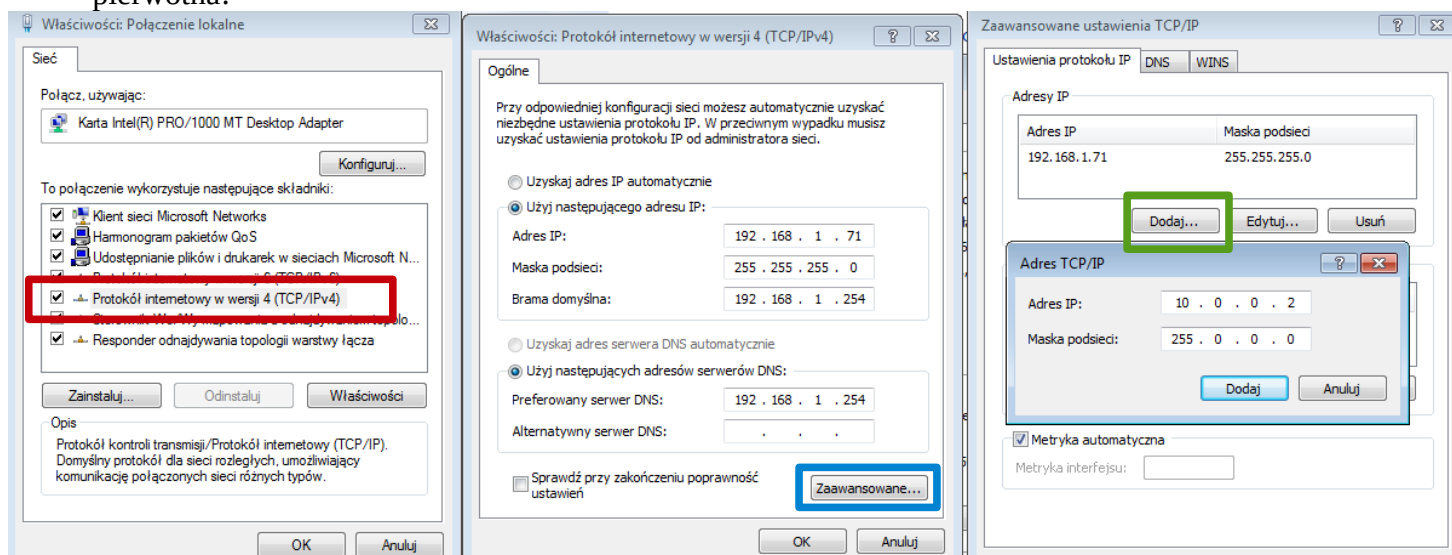 pierwotna.
Właściwości: Połączenie lokalne
Sieć
Połącz, używając:
Karta Intel(R) PRO/1000 MT Desktop Adapter
Konfiguruj...
To połączenie wykorzystuje następujące składniki:
Klient sieci Microsoft Networks
Harmonogram pakietów QoS
Udostępnianie plików i drukarek w sieciach Microsoft N...
Protokół internetowy w wersji 4 (TCP/IPv4)
Responder odnajdywania topologii warstwy łącza
Zainstaluj...
Odinstaluj
Właściwości
Opis
Protokół kontroli transmisji/Protokół internetowy (TCP/IP).
Domyślny protokół dla sieci rozległych, umożliwiający
komunikację połączonych sieci różnych typów.
OK
Anuluj
Właściwości: Protokół internetowy w wersji 4 (TCP/IPv4)
Ogólne
Przy odpowiedniej konfiguracji sieci możesz automatycznie uzyskać
niezbędne ustawienia protokołu IP. W przeciwnym wypadku musisz
uzyskać ustawienia protokołu IP od administratora sieci.
Uzyskaj adres IP automatycznie
Użyj następującego adresu IP:
Adres IP: 192 . 168 . 1 . 71
Maska podsieci: 255 . 255 . 255 . 0
Brama domyślna: 192 . 168 . 1 . 254
Uzyskaj adres serwera DNS automatycznie
Użyj następujących adresów serwerów DNS:
Preferowany serwer DNS: 192 . 168 . 1 . 254
Alternatywny serwer DNS: . . .
Sprawdź przy zakończeniu poprawność
ustawień
Zaawansowane...
OK
Anuluj
Zaawansowane ustawienia TCP/IP
Ustawienia protokołu IP DNS WINS
Adresy IP
Adres IP Maska podsieci
192.168.1.71 255.255.255.0
Dodaj... Edytuj... Usuń
Adres TCP/IP
Adres IP: 10 . 0 . 0 . 2
Maska podsieci: 255 . 0 . 0 . 0
Dodaj Anuluj
Metryka automatyczna
Metryka interfejsu: